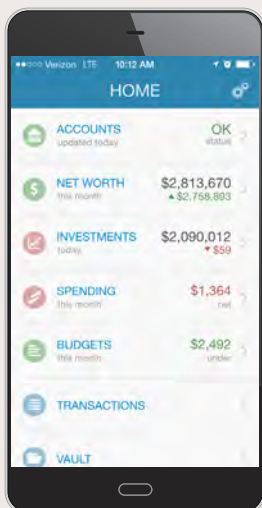 Verizon LTE 10:12 AM
HOME
ACCOUNTS OK
updated today status
NET WORTH $2,813,670
this month ▲ $2,758,893
INVESTMENTS $2,090,012
today ▼ $59
SPENDING $1,364
this month net
BUDGETS $2,492
this month under
TRANSACTIONS
VAULT